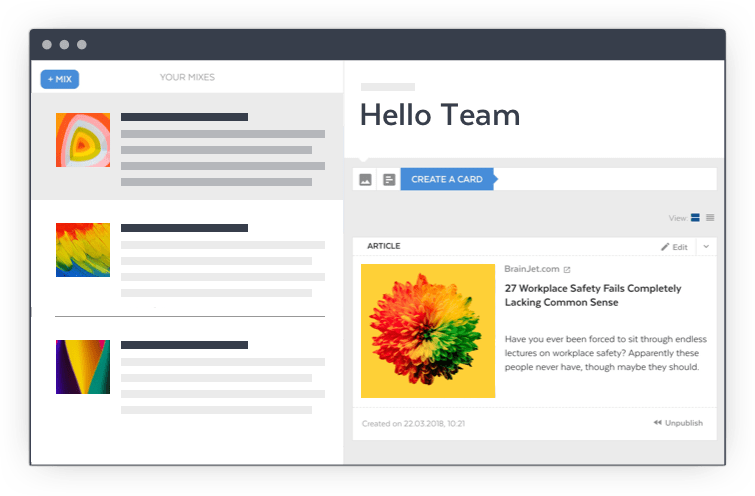 + MIX
YOUR MIXES
Hello Team
CREATE A CARD
View
ARTICLE
Edit
BrainJet.com
27 Workplace Safety Fails Completely
Lacking Common Sense
Have you ever been forced to sit through endless
lectures on workplace safety? Apparently these
people never have, though maybe they should.
Created on 22.03.2018, 10:21
Unpublish